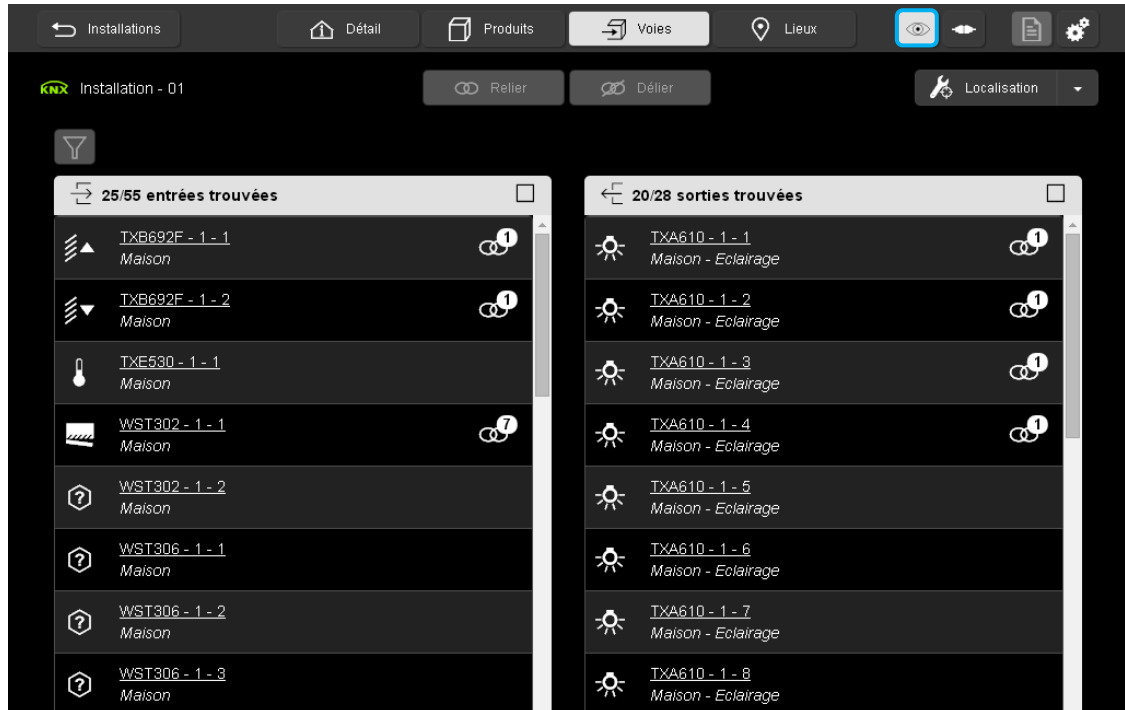 Installations
Détail
Produits
Voies
Lieux
KNX Installation - 01
Relier
Délier
Localisation
25/55 entrées trouvées
TXB692F - 1 - 1
Maison
1
TXB692F - 1 - 2
Maison
1
TXE530 - 1 - 1
Maison
WST302 - 1 - 1
Maison
7
WST302 - 1 - 2
Maison
WST306 - 1 - 1
Maison
WST306 - 1 - 2
Maison
WST306 - 1 - 3
Maison
20/28 sorties trouvées
TXA610 - 1 - 1
Maison - Eclairage
1
TXA610 - 1 - 2
Maison - Eclairage
1
TXA610 - 1 - 3
Maison - Eclairage
1
TXA610 - 1 - 4
Maison - Eclairage
1
TXA610 - 1 - 5
Maison - Eclairage
TXA610 - 1 - 6
Maison - Eclairage
TXA610 - 1 - 7
Maison - Eclairage
TXA610 - 1 - 8
Maison - Eclairage